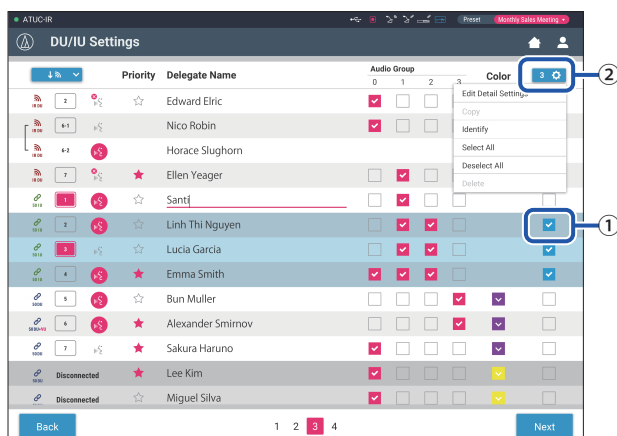 ATUC-IR
Preset Monthly Sales Meeting
DU/IU Settings
Priority Delegate Name Audio Group Color 3
0 1 2 3
2 Edward Elric
6-1 Nico Robin
6-2 Horace Slughorn
7 Ellen Yeager
1 Santi
2 Linh Thi Nguyen
3 Lucia Garcia
4 Emma Smith
5 Bun Muller
6 Alexander Smirnov
7 Sakura Haruno
Disconnected Lee Kim
Disconnected Miguel Silva
Edit Detail Settings
Copy
Identify
Select All
Deselect All
Delete
Back 1 2 3 4 Next
2
1